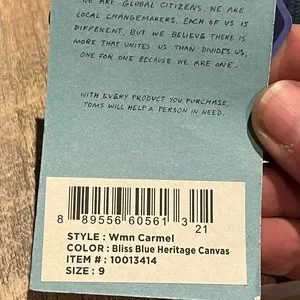 WE ARE GLOBAL CITIZENS. WE ARE
LOCAL CHANGEMAKERS. EACH OF US IS
DIFFERENT, BUT WE BELIEVE THERE IS
MORE THAT UNITES US THAN DIVIDES US,
ONE FOR ONE BECAUSE WE ARE ONE.
WITH EVERY PRODUCT YOU PURCHASE,
TOMS WILL HELP A PERSON IN NEED.
8 89556 60561 3
21
STYLE : Wmn Carmel
COLOR : Bliss Blue Heritage Canvas
ITEM # : 10013414
SIZE : 9